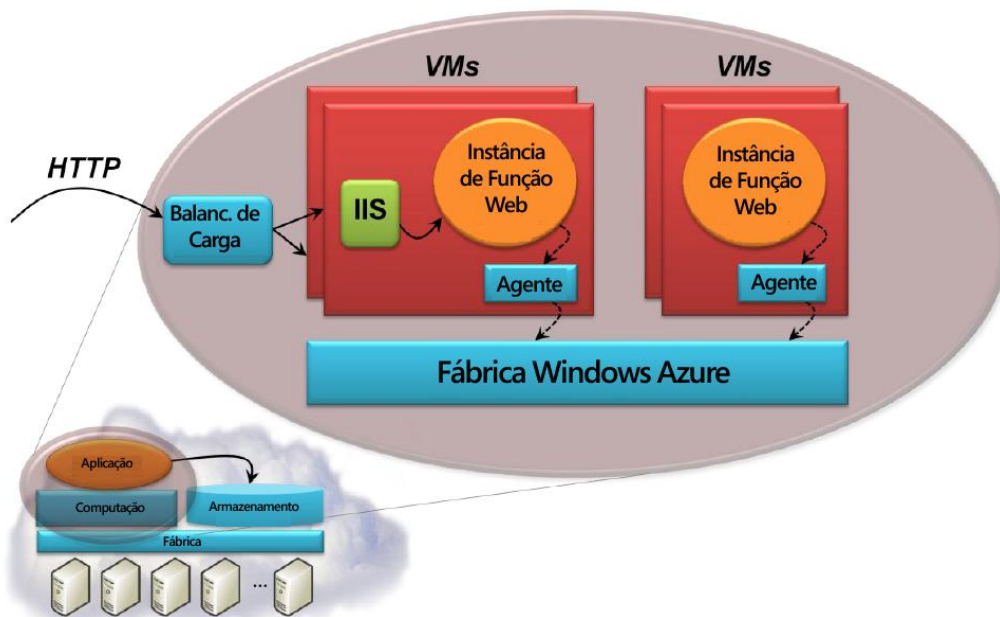 VMs
VMs
HTTP
Balanc. de
Carga
IIS
Instância
de Função
Web
Agente
Instância
de Função
Web
Agente
Fábrica Windows Azure
Aplicação
Computação
Armazenamento
Fábrica
...